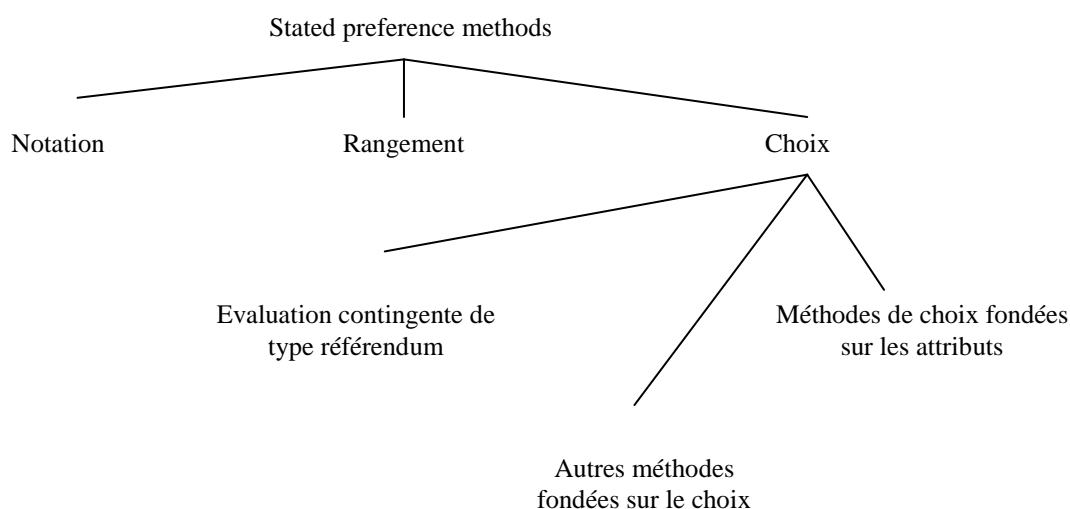 Stated preference methods
Notation
Rangement
Choix
Evaluation contingente de
type référendum
Méthodes de choix fondées
sur les attributs
Autres méthodes
fondées sur le choix